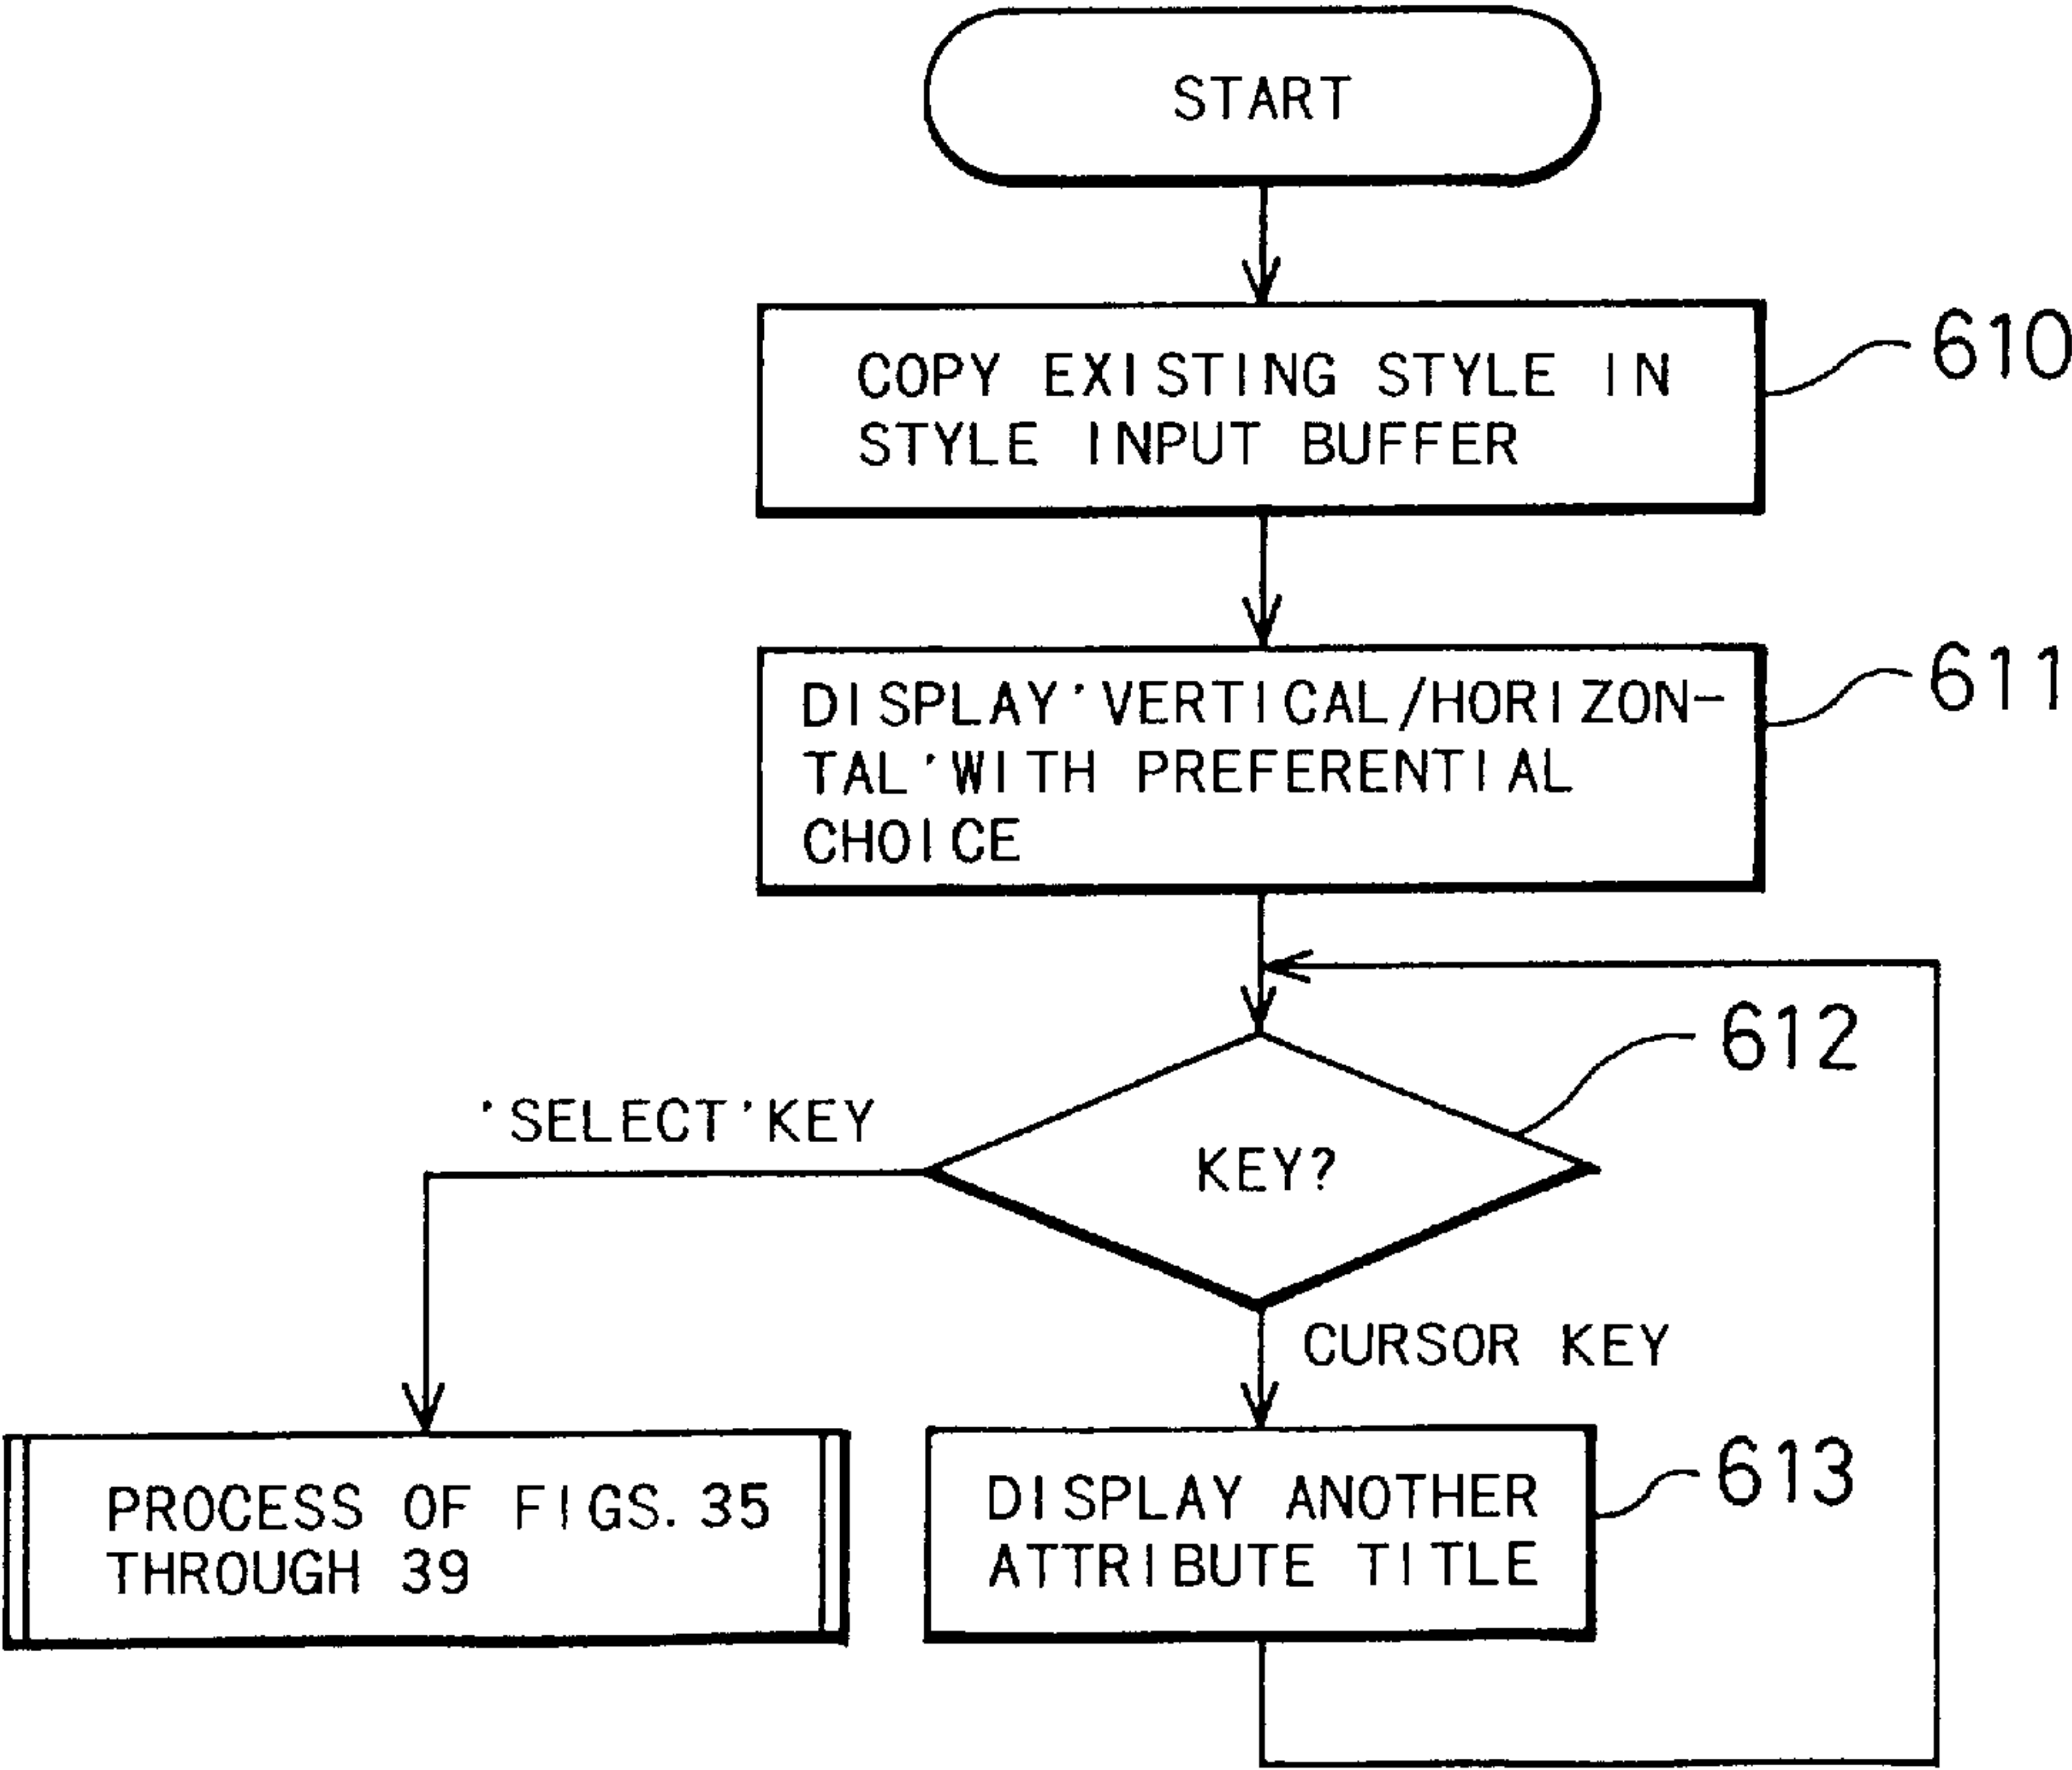 START
COPY EXISTING STYLE IN
STYLE INPUT BUFFER
610
DISPLAY'VERTICAL/HORIZON-
TAL'WITH PREFERENTIAL
CHOICE
611
612
'SELECT'KEY
KEY?
CURSOR KEY
PROCESS OF FIGS. 35
THROUGH 39
DISPLAY ANOTHER
ATTRIBUTE TITLE
613